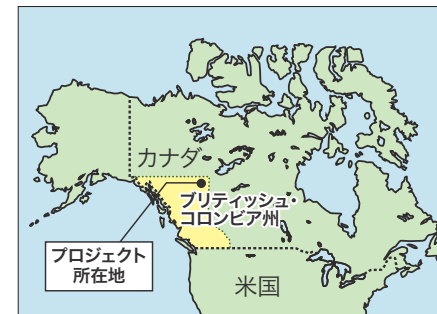 カナダ
ブリティッシュ・
コロンビア州
プロジェクト
所在地
米国